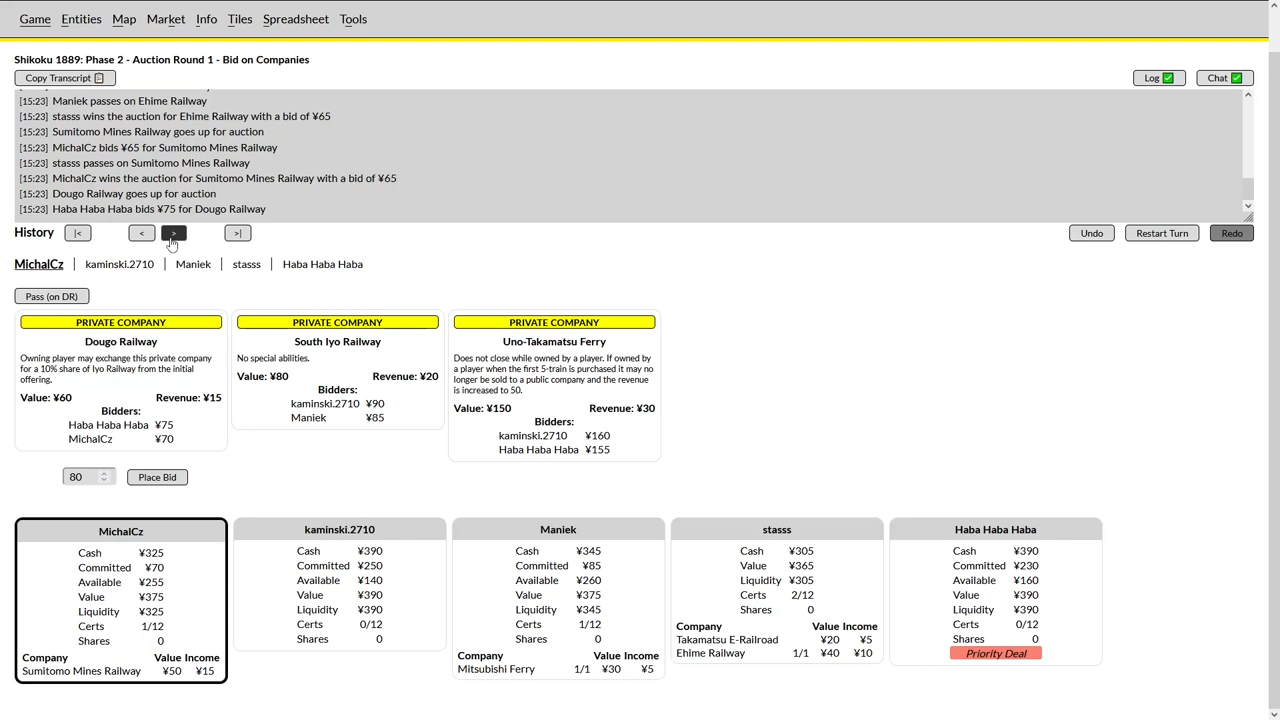 Game Entities Map Market Info Tiles Spreadsheet Tools
Shikoku 1889: Phase 2 - Auction Round 1 - Bid on Companies
Copy Transcript 📋 Log ✅ Chat ✅
[15:23] Maniek passes on Ehime Railway
[15:23] stasss wins the auction for Ehime Railway with a bid of ¥65
[15:23] Sumitomo Mines Railway goes up for auction
[15:23] MichalCz bids ¥65 for Sumitomo Mines Railway
[15:23] stasss passes on Sumitomo Mines Railway
[15:23] MichalCz wins the auction for Sumitomo Mines Railway with a bid of ¥65
[15:23] Dougo Railway goes up for auction
[15:23] Haba Haba Haba bids ¥75 for Dougo Railway
History |< < > >| Undo Restart Turn Redo
MichalCz | kaminski.2710 | Maniek | stasss | Haba Haba Haba
Pass (on DR)
PRIVATE COMPANY
Dougo Railway
Owning player may exchange this private company
for a 10% share of Iyo Railway from the initial
offering.
Value: ¥60 Revenue: ¥15
Bidders:
Haba Haba Haba ¥75
MichalCz ¥70
PRIVATE COMPANY
South Iyo Railway
No special abilities.
Value: ¥80 Revenue: ¥20
Bidders:
kaminski.2710 ¥90
Maniek ¥85
PRIVATE COMPANY
Uno-Takamatsu Ferry
Does not close while owned by a player. If owned by
a player when the first 5-train is purchased it may no
longer be sold to a public company and the revenue
is increased to 50.
Value: ¥150 Revenue: ¥30
Bidders:
kaminski.2710 ¥160
Haba Haba Haba ¥155
80 Place Bid
MichalCz
Cash ¥325
Committed ¥70
Available ¥255
Value ¥375
Liquidity ¥325
Certs 1/12
Shares 0
Company Value Income
Sumitomo Mines Railway ¥50 ¥15
kaminski.2710
Cash ¥390
Committed ¥250
Available ¥140
Value ¥390
Liquidity ¥390
Certs 0/12
Shares 0
Maniek
Cash ¥345
Committed ¥85
Available ¥260
Value ¥375
Liquidity ¥345
Certs 1/12
Shares 0
Company Value Income
Mitsubishi Ferry 1/1 ¥30 ¥5
stasss
Cash ¥305
Value ¥365
Liquidity ¥305
Certs 2/12
Shares 0
Company Value Income
Takamatsu E-Railroad ¥20 ¥5
Ehime Railway 1/1 ¥40 ¥10
Haba Haba Haba
Cash ¥390
Committed ¥230
Available ¥160
Value ¥390
Liquidity ¥390
Certs 0/12
Shares 0
Priority Deal